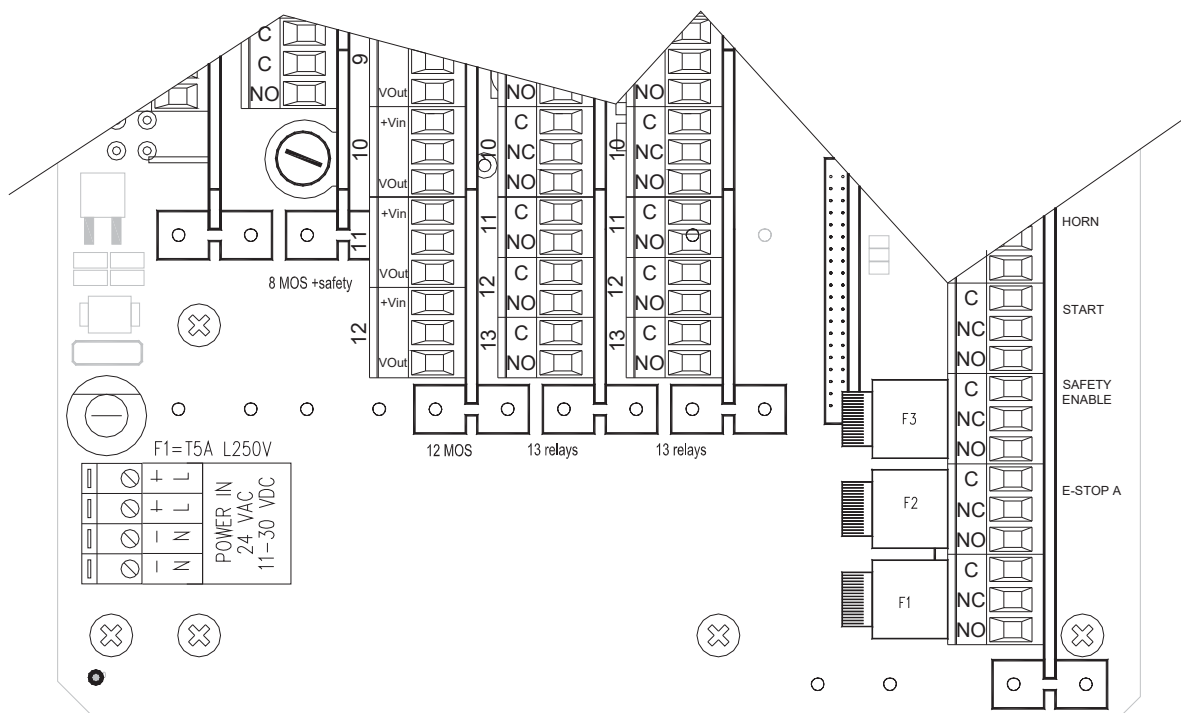 C
C
NO
9
VOut
+Vin
10
VOut
+Vin
11
VOut
+Vin
12
VOut
NO
C
10
NC
NO
C
11
NO
C
12
NO
C
13
NO
NO
C
10
NC
NO
C
11
NO
C
12
NO
C
13
NO
8 MOS +safety
12 MOS
13 relays
13 relays
F1=T5A L250V
+ L
+ L
- N
- N
POWER IN
24 VAC
11-30 VDC
HORN
C
NC
NO
START
C
NC
NO
SAFETY
ENABLE
C
NC
NO
E-STOP A
C
NC
NO
F3
F2
F1